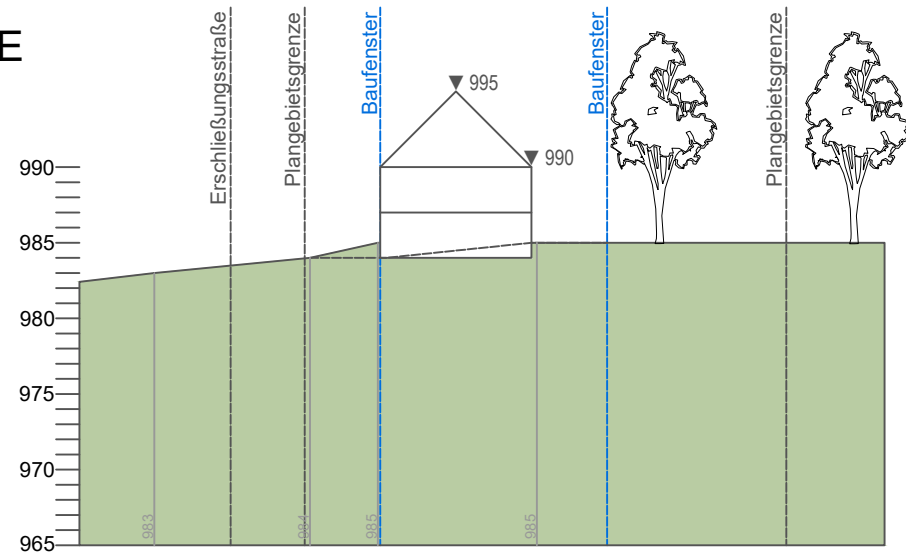 E
Erschließungsstraße
Plangebietsgrenze
Baufenster
995
990
Baufenster
Plangebietsgrenze
990
985
980
975
970
965
983
984
985
985